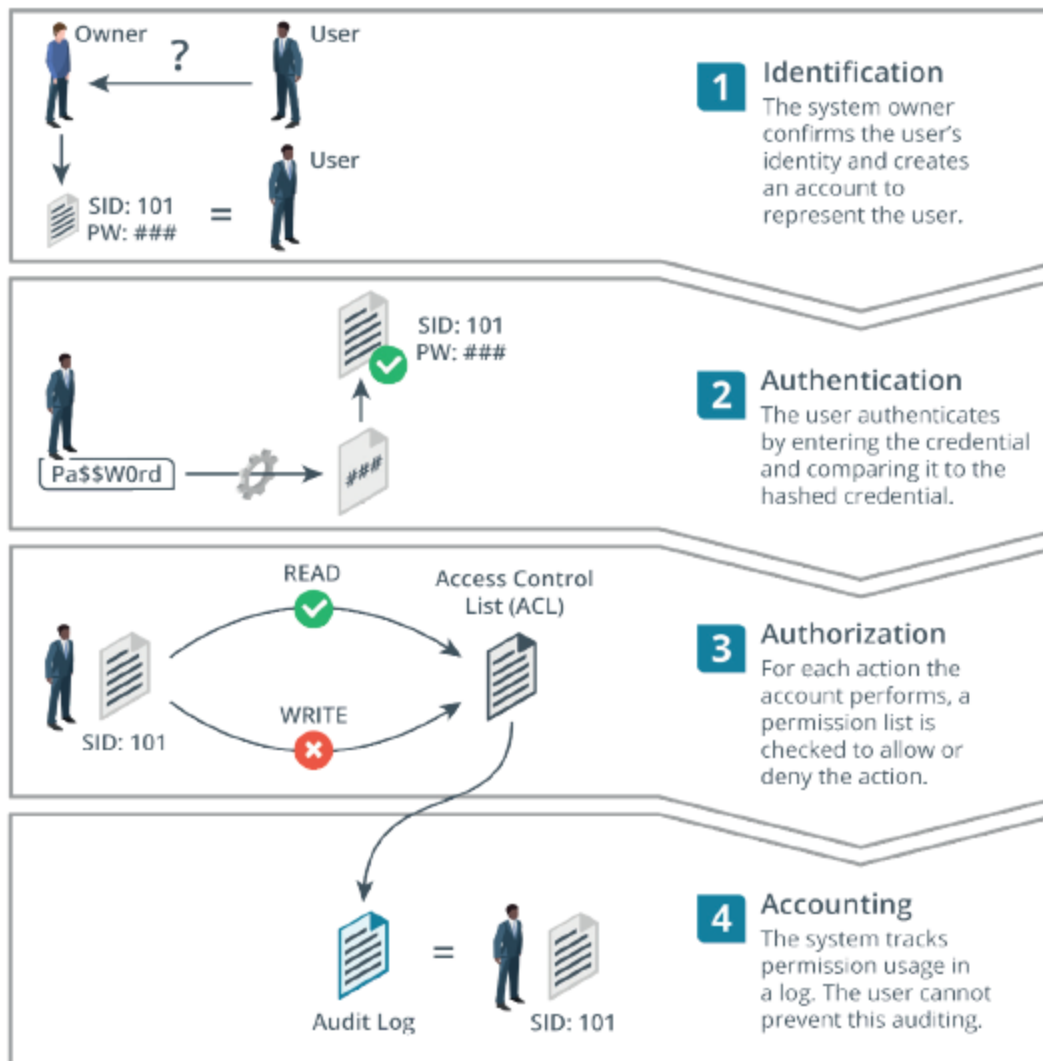 Owner
?
User
User
SID: 101
PW: ###
=
1
Identification
The system owner
confirms the user's
identity and creates
an account to
represent the user.
SID: 101
PW: ###
Pa$$W0rd
###
2
Authentication
The user authenticates
by entering the credential
and comparing it to the
hashed credential.
READ
Access Control
List (ACL)
WRITE
SID: 101
3
Authorization
For each action the
account performs, a
permission list is
checked to allow or
deny the action.
=
Audit Log
SID: 101
4
Accounting
The system tracks
permission usage in
a log. The user cannot
prevent this auditing.